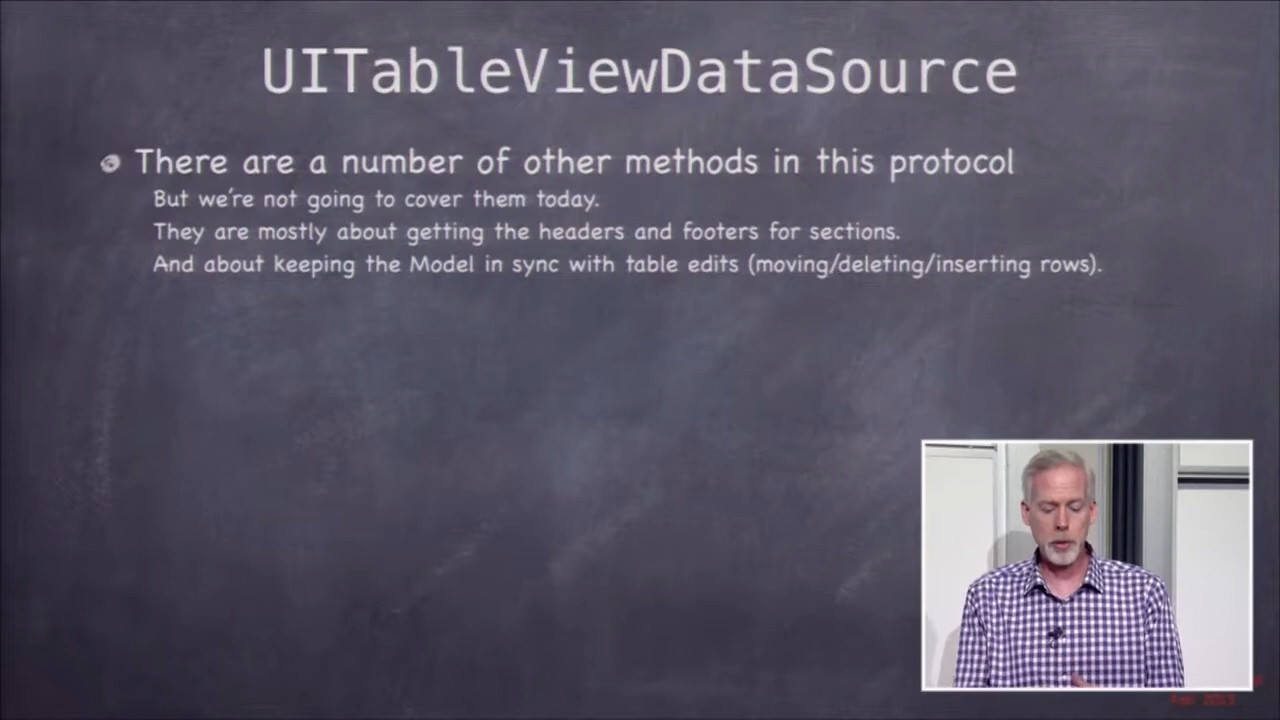 UITableViewDataSource
There are a number of other methods in this protocol
But we're not going to cover them today.
They are mostly about getting the headers and footers for sections.
And about keeping the Model in sync with table edits (moving/deleting/inserting rows).